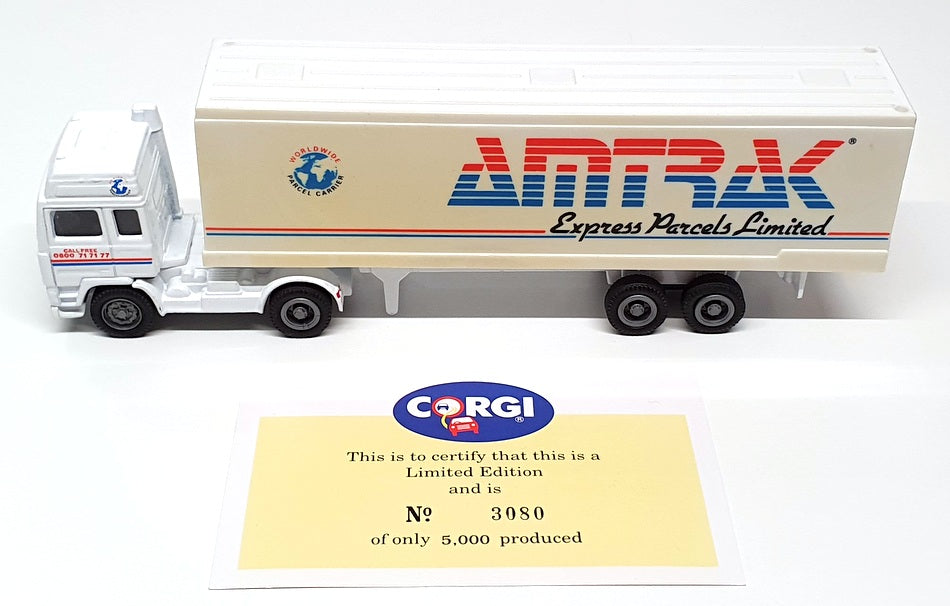 WORLDWIDE
PARCEL CARRIER
AMTRAK®
Express Parcels Limited
CALL FREE
0800 71 71 77
CORGI®
This is to certify that this is a
Limited Edition
and is
Nº 3080
of only 5,000 produced